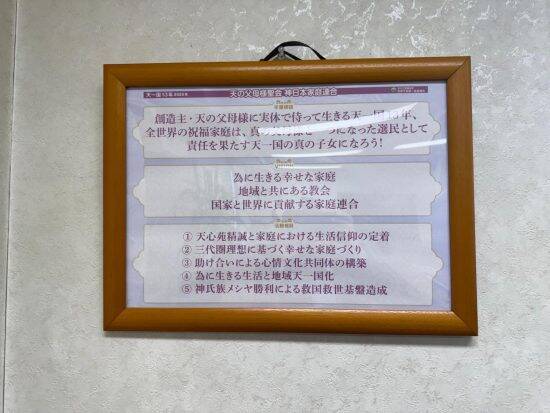 天一国13年
天の父母様聖会 神日本家庭連合
創造主・天の父母様に実体で侍って生きる天一国13年、
全世界の祝福家庭は、真の父母様と一つになった選民として
責任を果たす天一国の真の子女になろう!
為に生きる幸せな家庭
地域と共にある教会
国家と世界に貢献する家庭連合
活動指針
① 天心苑精誠と家庭における生活信仰の定着
② 三代圏理想に基づく幸せな家庭づくり
③ 助け合いによる心情文化共同体の構築
④ 為に生きる生活と地域天一国化
⑤ 神氏族メシヤ勝利による救国救世基盤造成